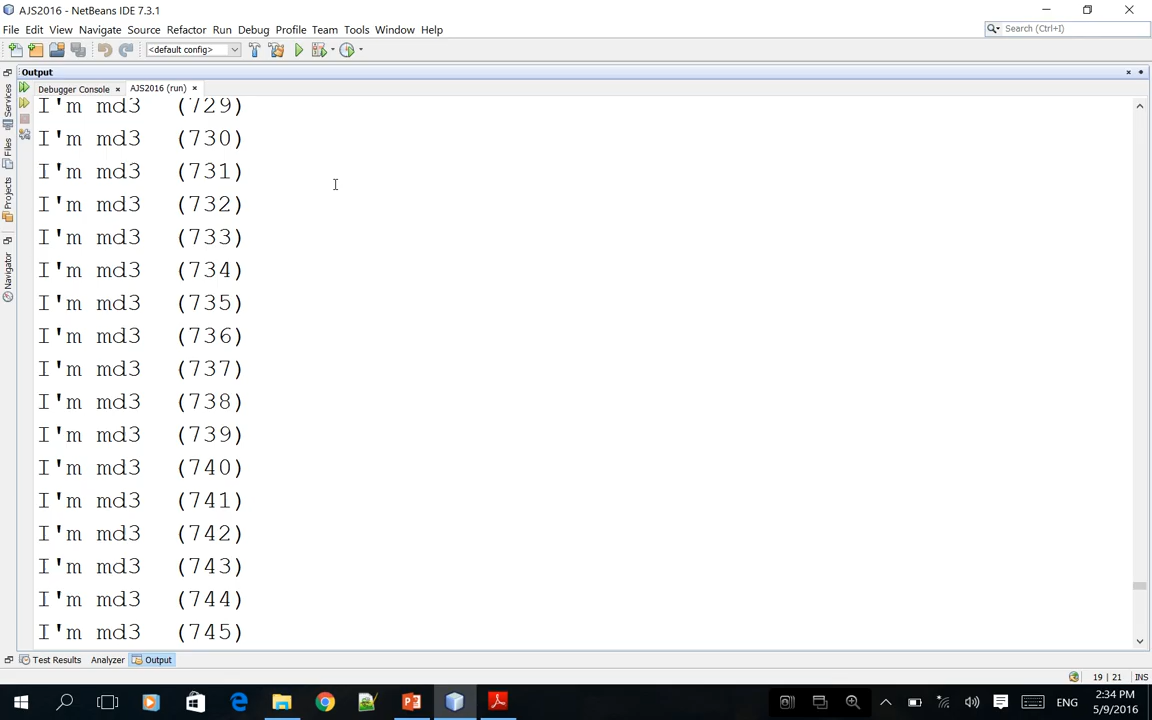 AJS2016 - NetBeans IDE 7.3.1
File Edit View Navigate Source Refactor Run Debug Profile Team Tools Window Help
Search (Ctrl+I)
<default config>
Output
Debugger Console
AJS2016 (run)
Services
Files
Projects
Navigator
I'm md3 (729)
I'm md3 (730)
I'm md3 (731)
I'm md3 (732)
I'm md3 (733)
I'm md3 (734)
I'm md3 (735)
I'm md3 (736)
I'm md3 (737)
I'm md3 (738)
I'm md3 (739)
I'm md3 (740)
I'm md3 (741)
I'm md3 (742)
I'm md3 (743)
I'm md3 (744)
I'm md3 (745)
Test Results Analyzer Output
19 | 21 INS
ENG
2:34 PM
5/9/2016